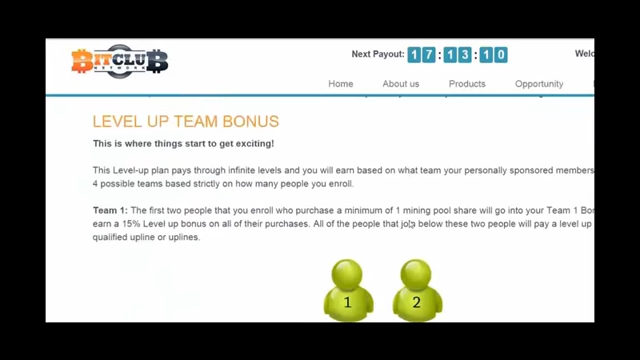 BITCLUB
NETWORK
Next Payout: 17:13:10
Home About us Products Opportunity
LEVEL UP TEAM BONUS
This is where things start to get exciting!
This Level-up plan pays through infinite levels and you will earn based on what team your personally sponsored members
4 possible teams based strictly on how many people you enroll.
Team 1: The first two people that you enroll who purchase a minimum of 1 mining pool share will go into your Team 1 Bon
earn a 15% Level up bonus on all of their purchases. All of the people that join below these two people will pay a level up
qualified upline or uplines.
1 2